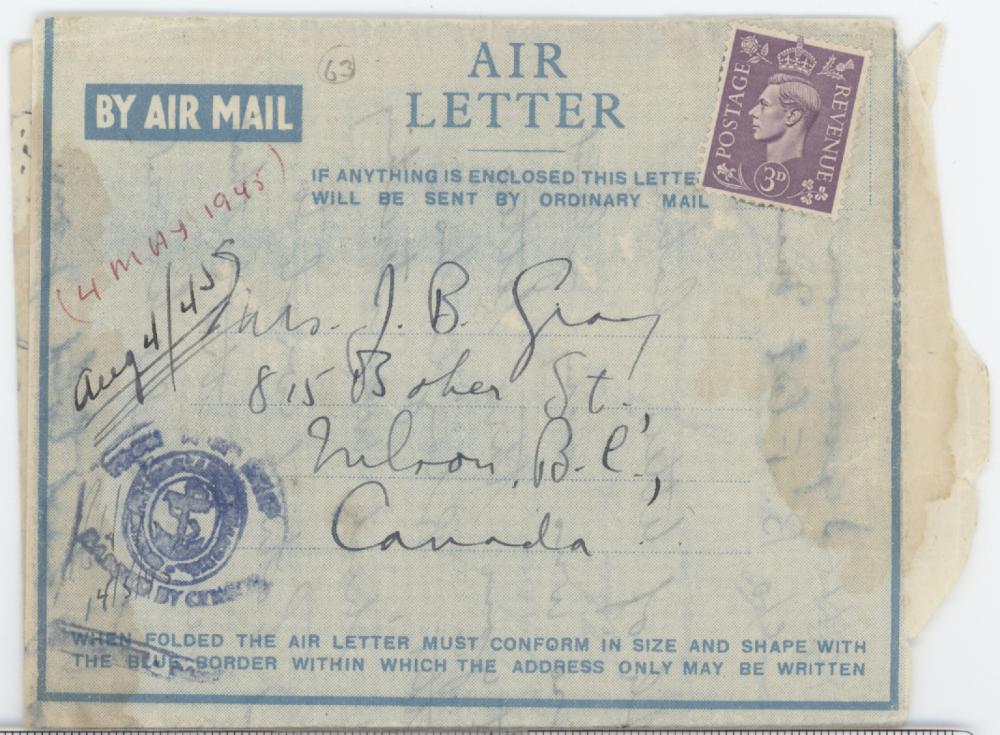 63
AIR
LETTER
BY AIR MAIL
POSTAGE
REVENUE
3D
IF ANYTHING IS ENCLOSED THIS LETTE
WILL BE SENT BY ORDINARY MAIL
(4 MAY 1945)
Aug 4/45
Mrs. J. B. Gray
815 Baker St.
Nelson, B.C.,
Canada
BY CENSOR
14/5/45
WHEN FOLDED THE AIR LETTER MUST CONFORM IN SIZE AND SHAPE WITH
THE BLUE BORDER WITHIN WHICH THE ADDRESS ONLY MAY BE WRITTEN